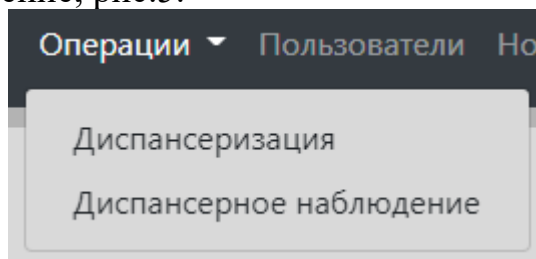 Операции Пользователи Но
Диспансеризация
Диспансерное наблюдение